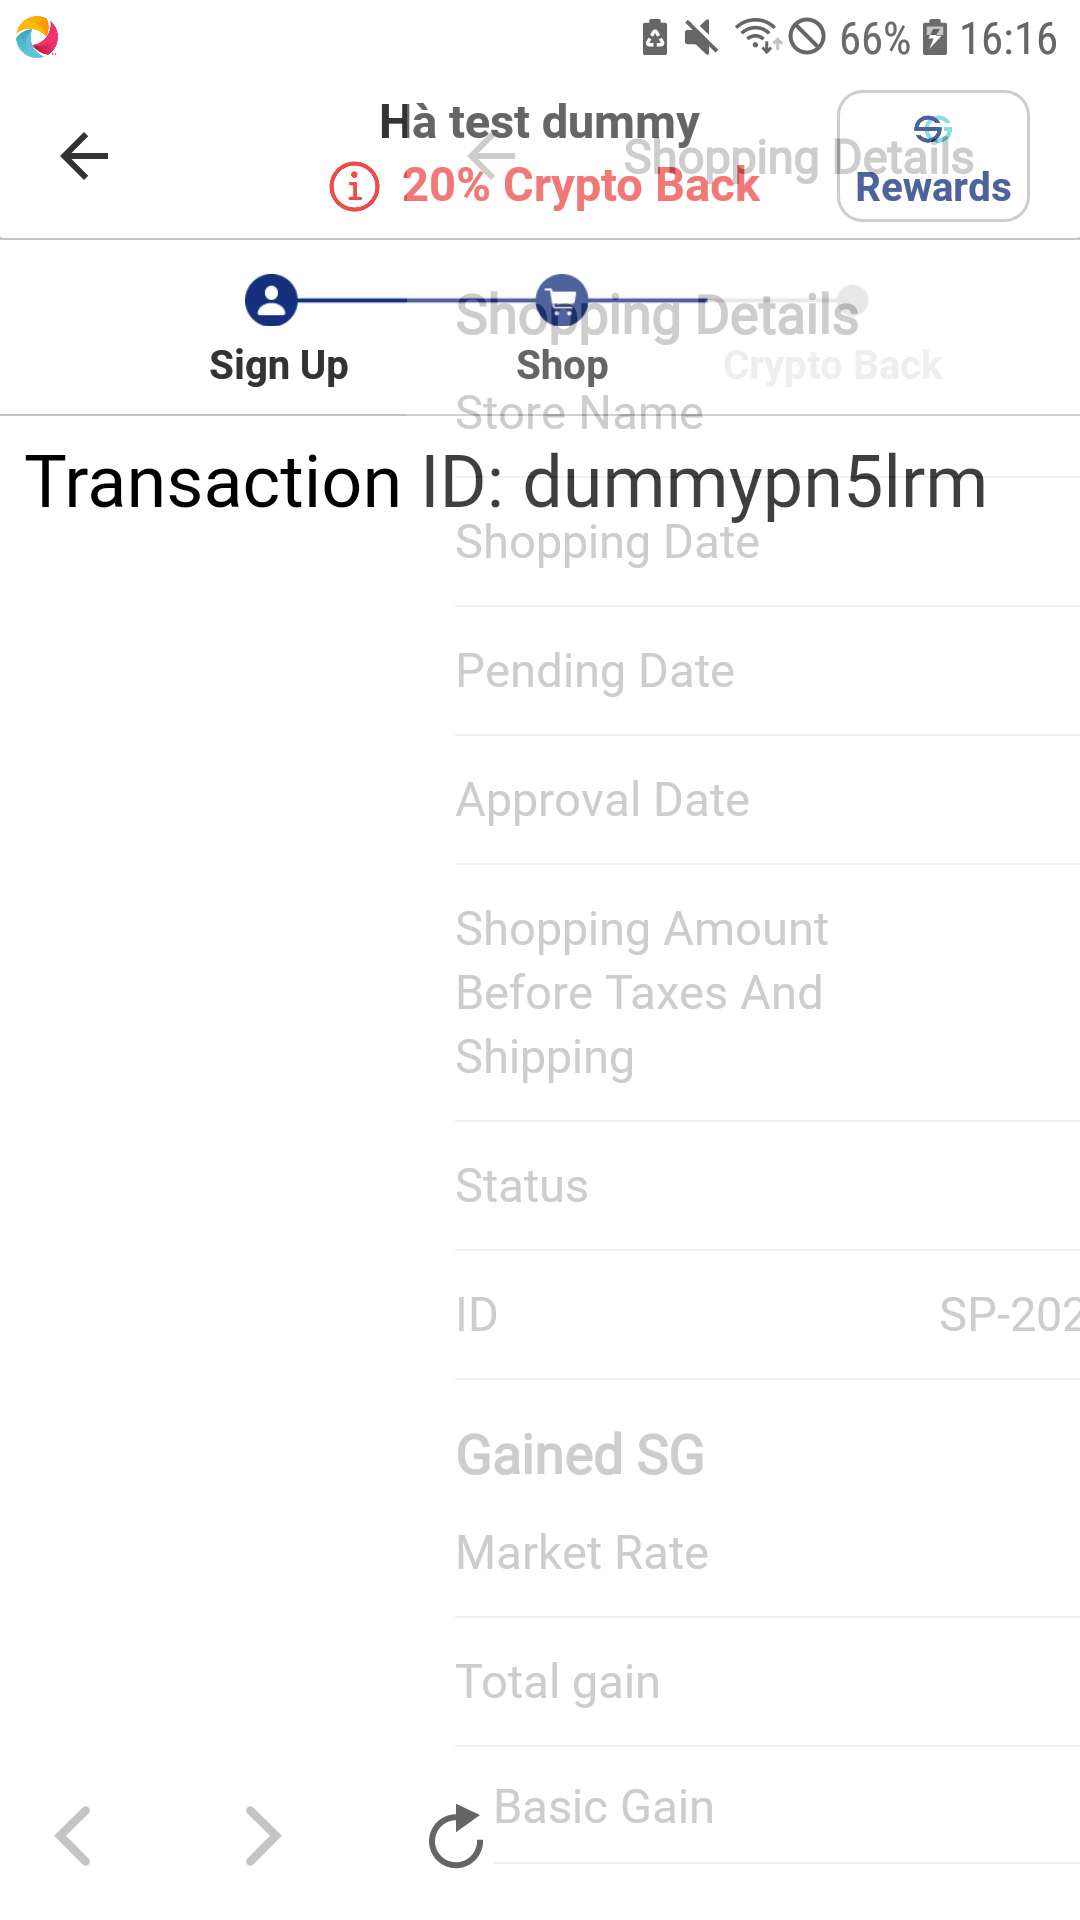 66% 16:16
Hà test dummy
Shopping Details
20% Crypto Back
Rewards
Shopping Details
Sign Up Shop Crypto Back
Store Name
Transaction ID: dummypn5lrm
Shopping Date
Pending Date
Approval Date
Shopping Amount
Before Taxes And
Shipping
Status
ID SP-202
Gained SG
Market Rate
Total gain
Basic Gain